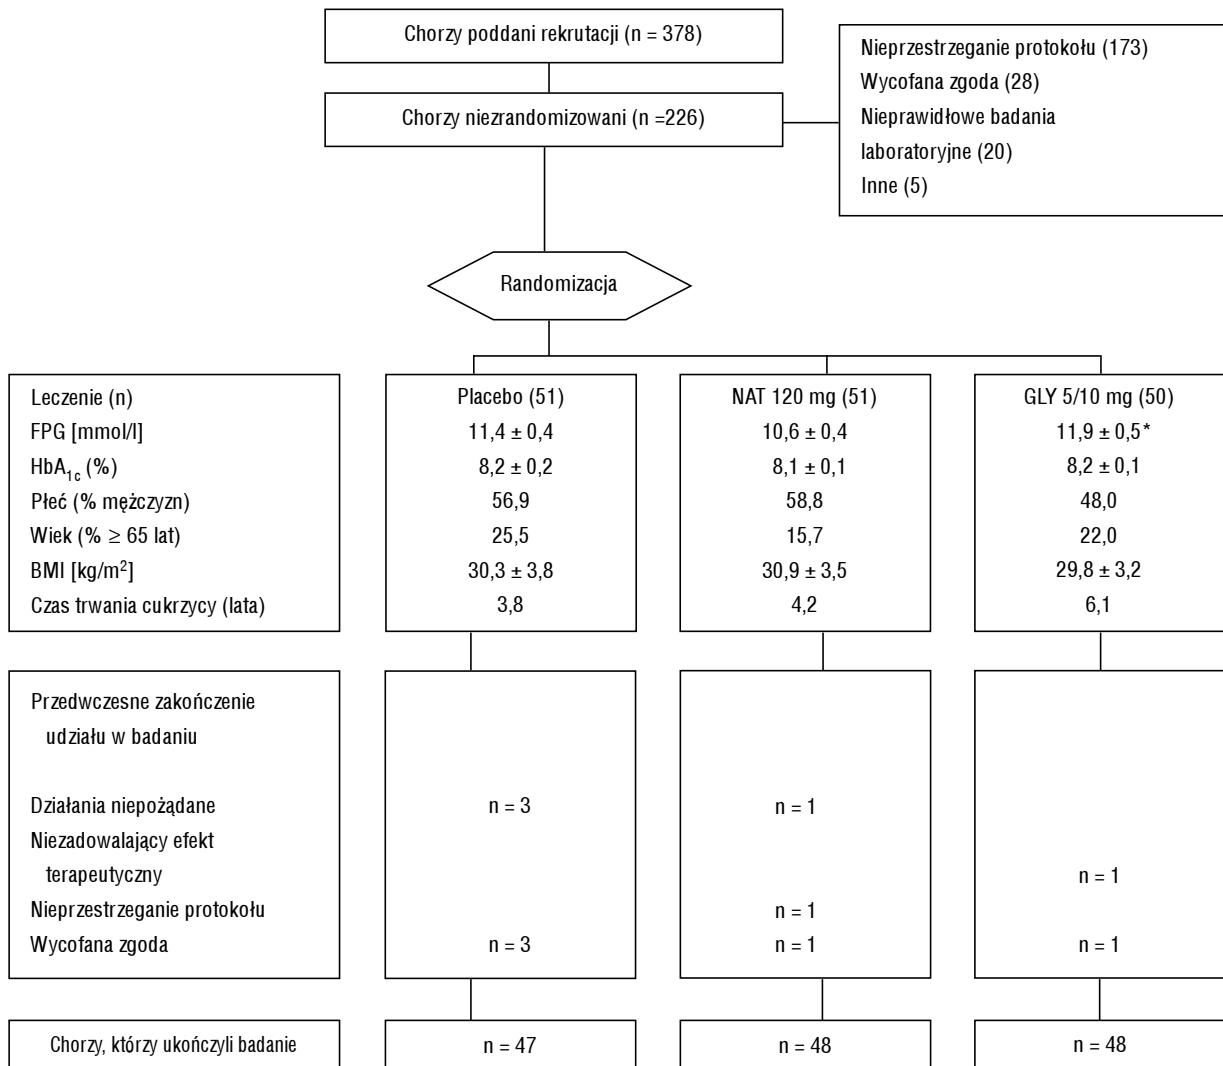 Chorzy poddani rekrutacji (n = 378)
Chorzy niezrandomizowani (n =226)
Nieprzestrzeganie protokołu (173)
Wycofana zgoda (28)
Nieprawidłowe badania
laboratoryjne (20)
Inne (5)
Randomizacja
Leczenie (n) Placebo (51) NAT 120 mg (51) GLY 5/10 mg (50)
FPG [mmol/l] 11,4 ± 0,4 10,6 ± 0,4 11,9 ± 0,5*
HbA1c (%) 8,2 ± 0,2 8,1 ± 0,1 8,2 ± 0,1
Płeć (% mężczyzn) 56,9 58,8 48,0
Wiek (% ≥ 65 lat) 25,5 15,7 22,0
BMI [kg/m²] 30,3 ± 3,8 30,9 ± 3,5 29,8 ± 3,2
Czas trwania cukrzycy (lata) 3,8 4,2 6,1
Przedwczesne zakończenie
udziału w badaniu
Działania niepożądane n = 3 n = 1
Niezadowalający efekt
terapeutyczny n = 1
Nieprzestrzeganie protokołu n = 1
Wycofana zgoda n = 3 n = 1 n = 1
Chorzy, którzy ukończyli badanie n = 47 n = 48 n = 48